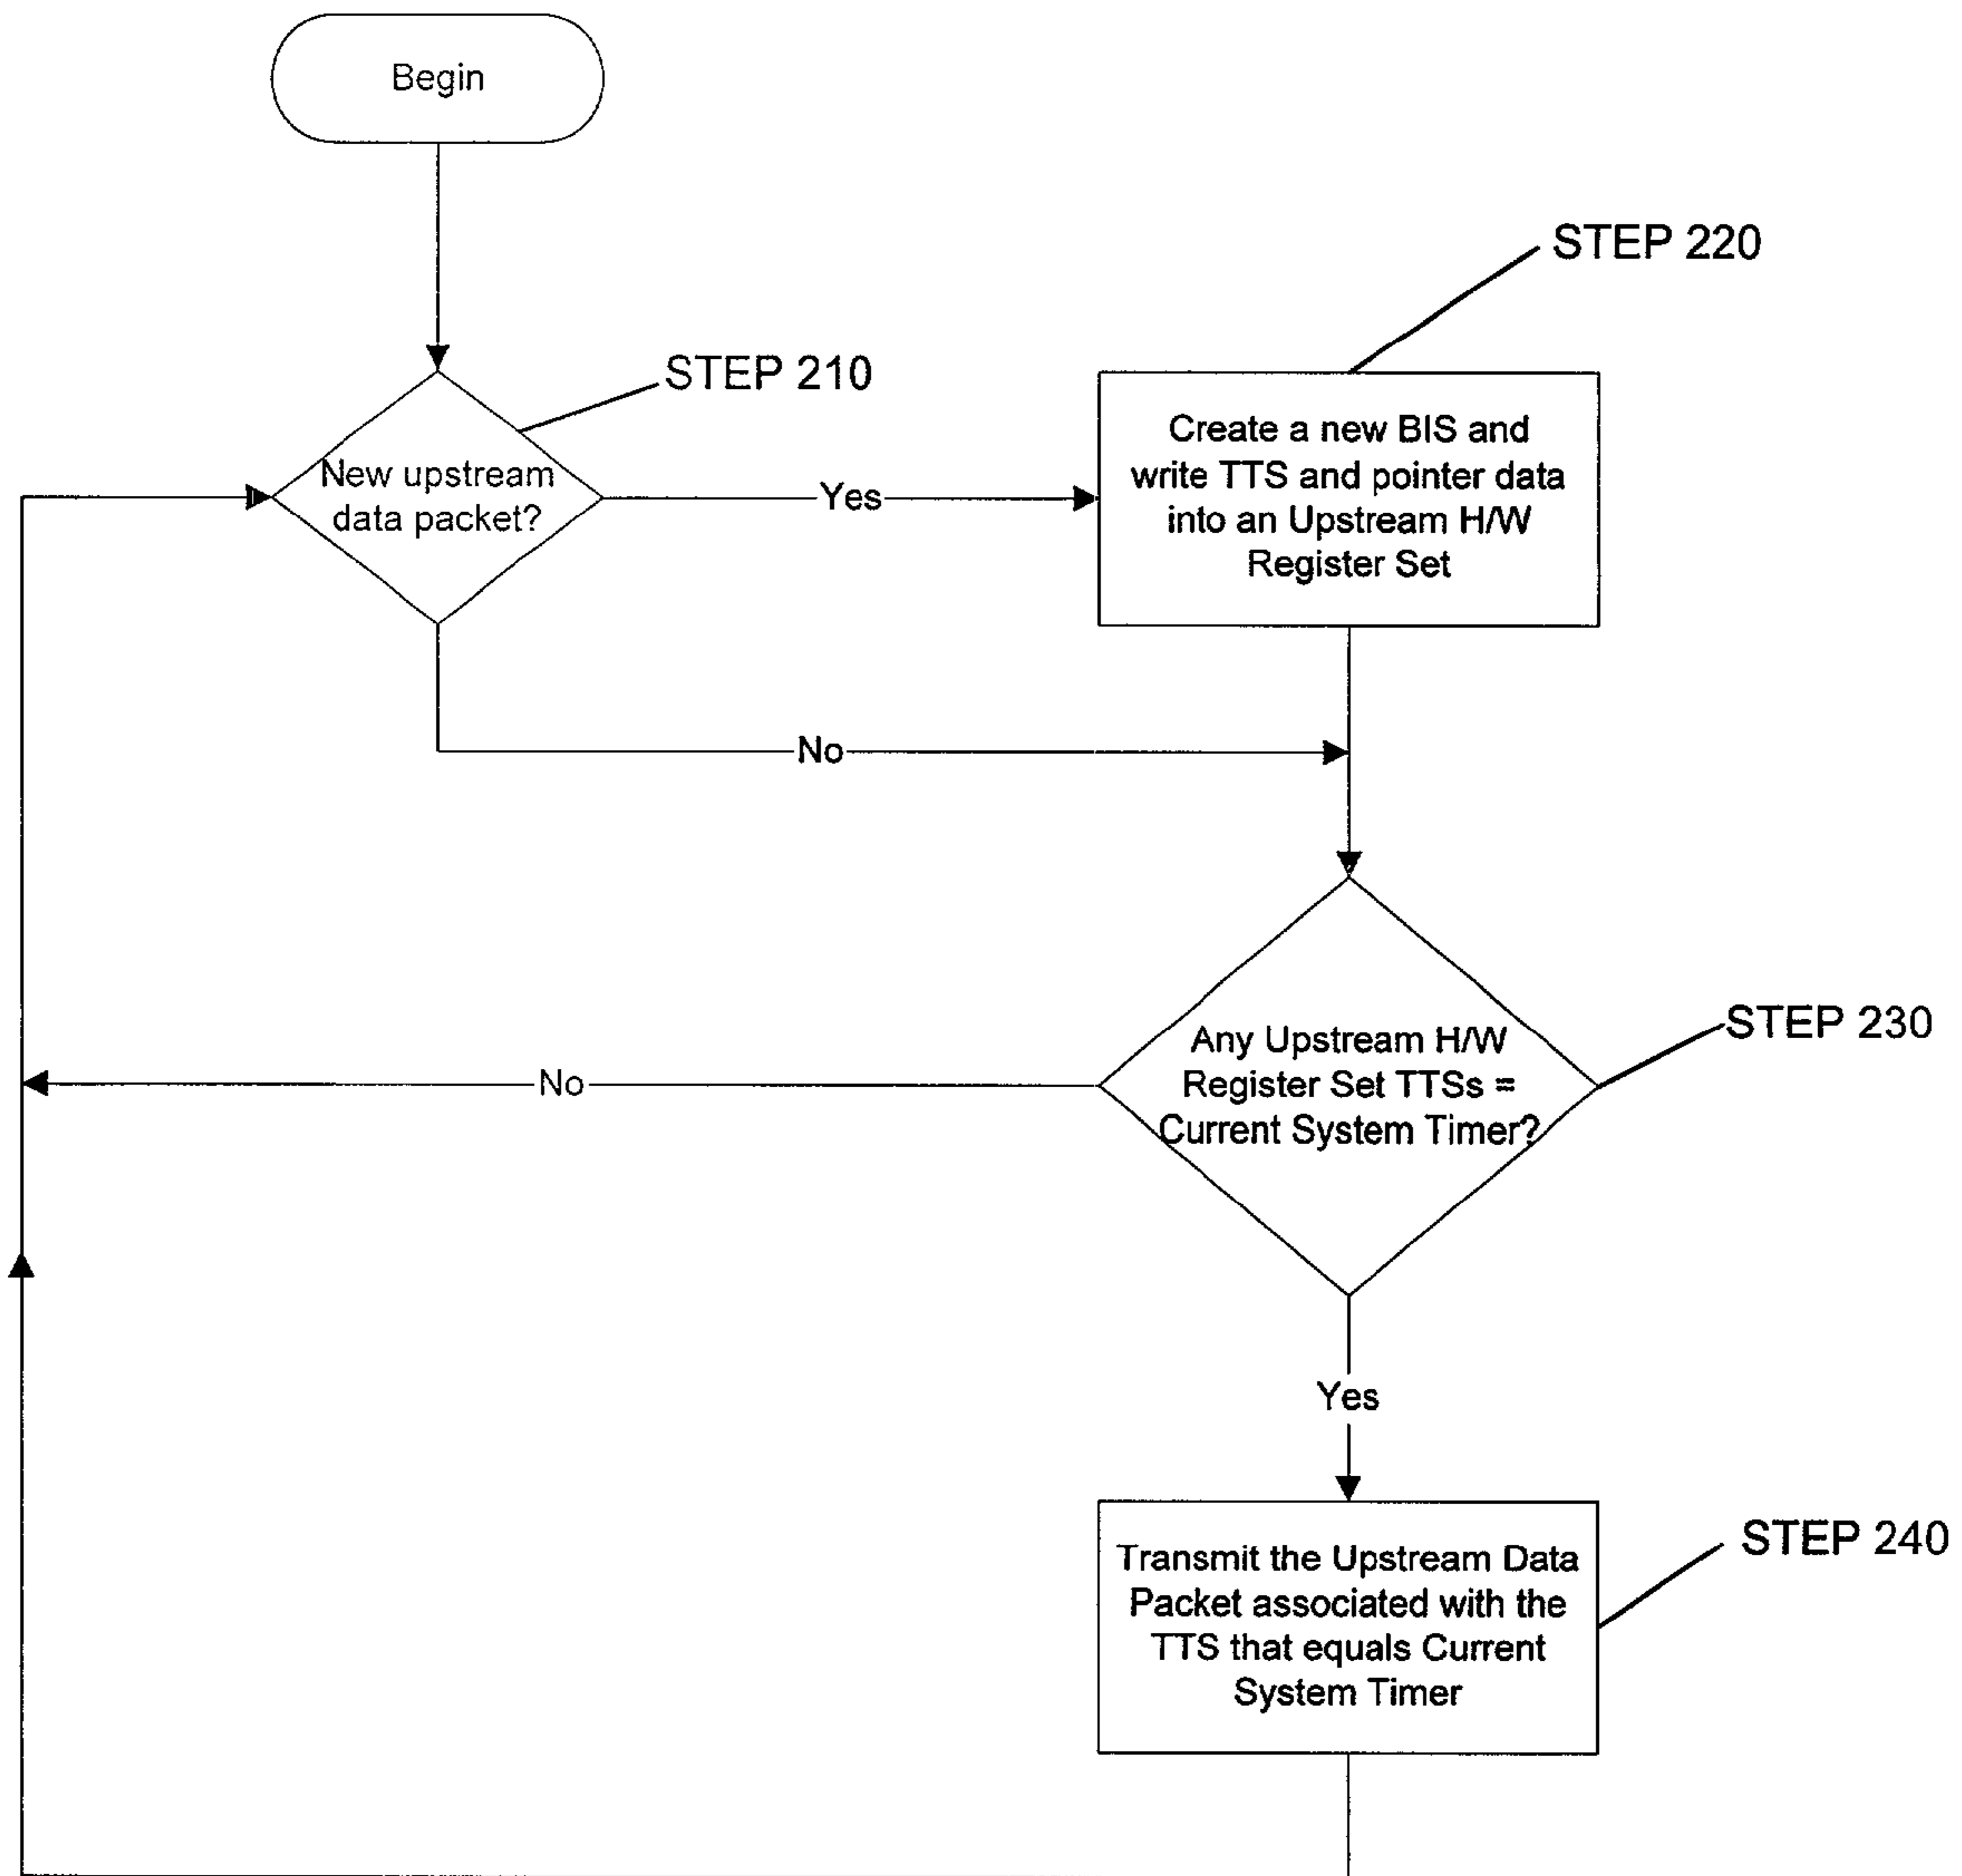 Begin
STEP 220
STEP 210
New upstream
data packet?
Yes
Create a new BIS and
write TTS and pointer data
into an Upstream H/W
Register Set
No
STEP 230
Any Upstream H/W
Register Set TTSs =
Current System Timer?
No
Yes
STEP 240
Transmit the Upstream Data
Packet associated with the
TTS that equals Current
System Timer